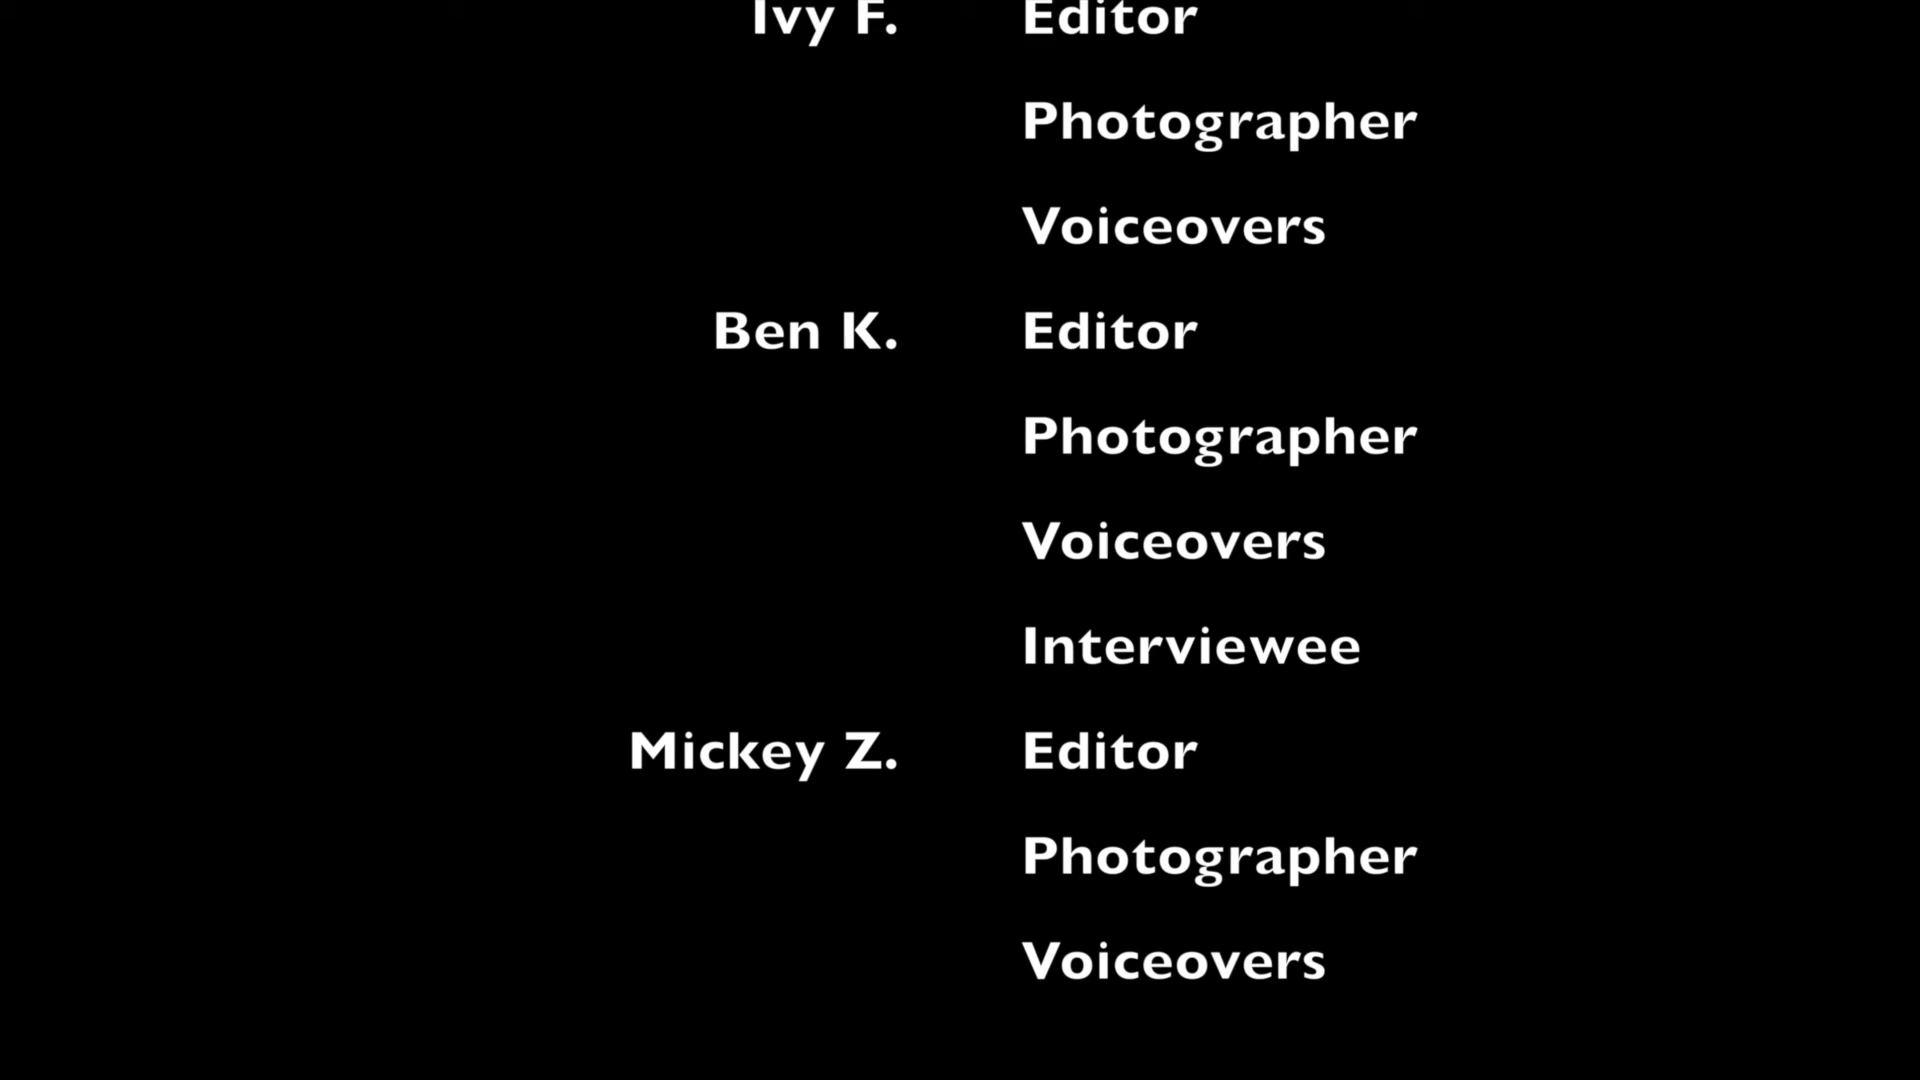 Ivy F. Editor
Photographer
Voiceovers
Ben K. Editor
Photographer
Voiceovers
Interviewee
Mickey Z. Editor
Photographer
Voiceovers